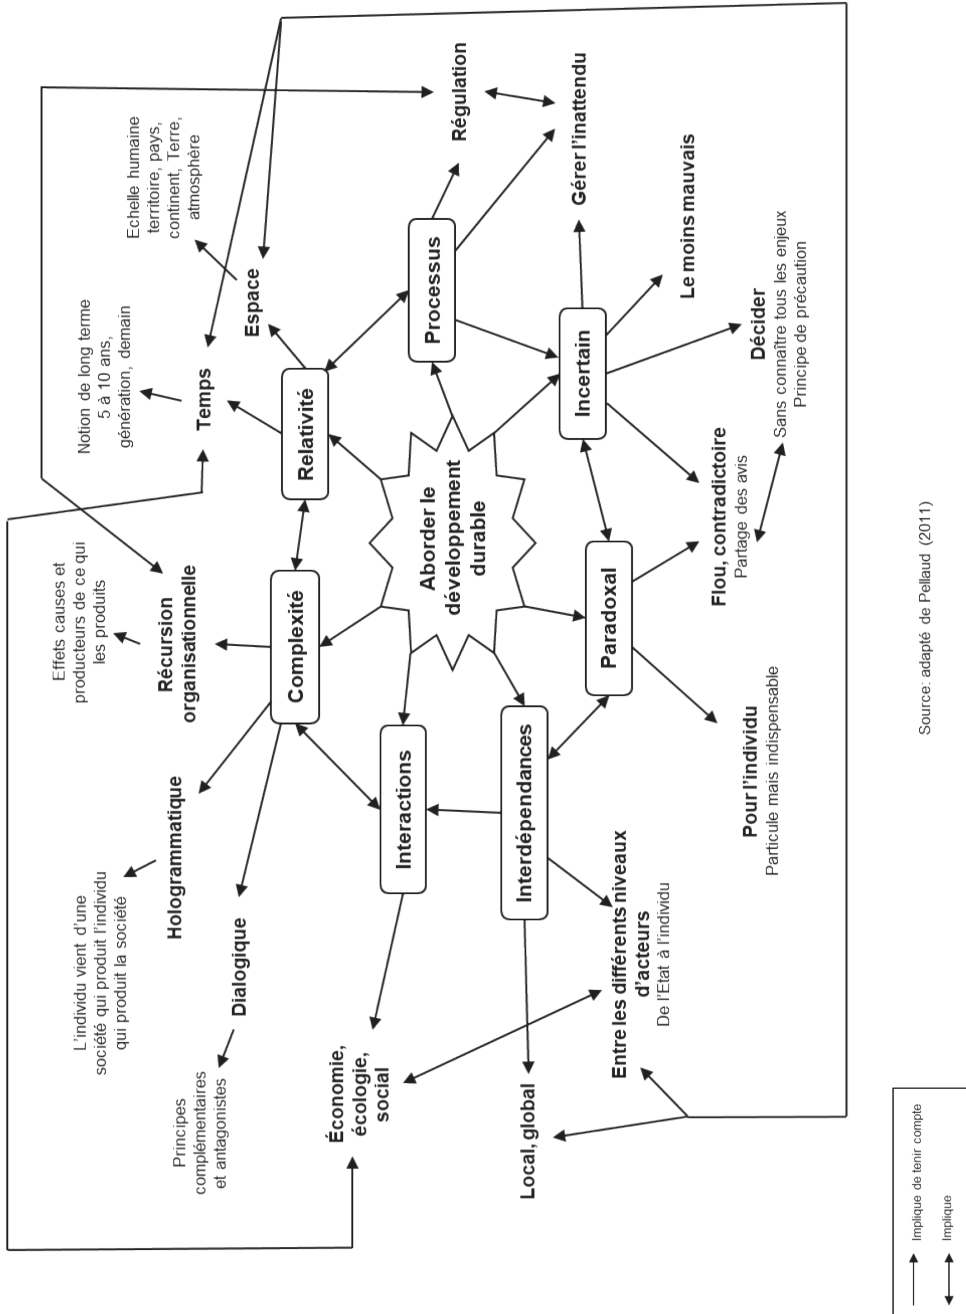 L'individu vient d'une
société qui produit l'individu
qui produit la société
Effets causes et
producteurs de ce qui
les produits
Notion de long terme
5 à 10 ans,
génération, demain
Echelle humaine
territoire, pays,
continent, Terre,
atmosphère
Principes
complémentaires
et antagonistes
Hologrammatique
Récursion
organisationnelle
Temps
Espace
Dialogique
Complexité
Relativité
Régulation
Économie,
écologie,
social
Interactions
Aborder le
développement
durable
Processus
Local, global
Interdépendances
Incertain
Gérer l'inattendu
Entre les différents niveaux
d'acteurs
De l'Etat à l'individu
Paradoxal
Le moins mauvais
Flou, contradictoire
Partage des avis
Décider
Sans connaître tous les enjeux
Principe de précaution
Pour l'individu
Particule mais indispensable
Implique de tenir compte
Implique
Source: adapté de Pellaud (2011)